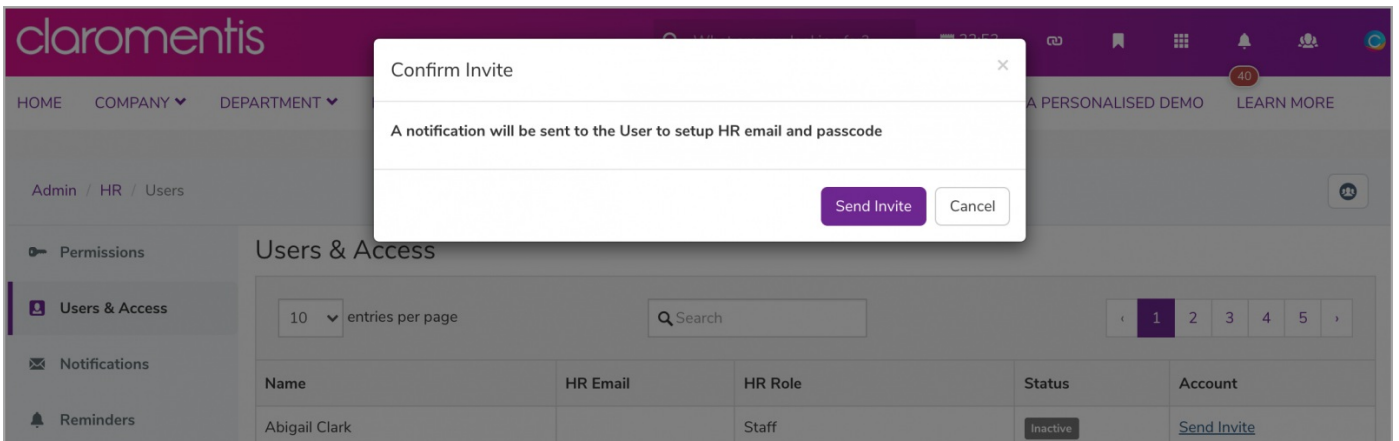 claromentis
40
HOME COMPANY DEPARTMENT A PERSONALISED DEMO LEARN MORE
Confirm Invite
×
A notification will be sent to the User to setup HR email and passcode
Send Invite Cancel
Admin / HR / Users
Permissions
Users & Access
Notifications
Reminders
Users & Access
10 entries per page
Search
‹ 1 2 3 4 5 ›
Name HR Email HR Role Status Account
Abigail Clark Staff Inactive Send Invite